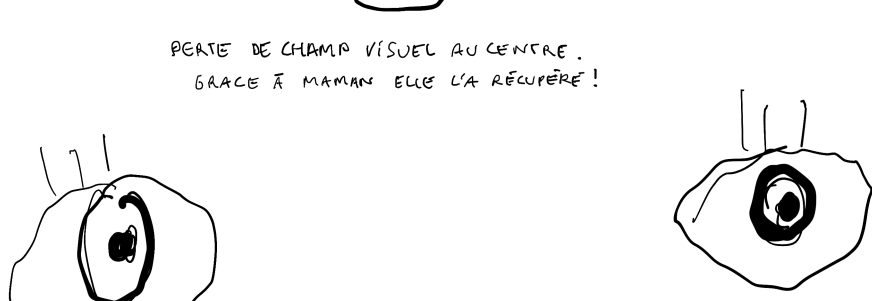 PERTE DE CHAMP VISUEL AU CENTRE.
GRACE À MAMAN ELLE L'A RÉCUPÉRÉ!